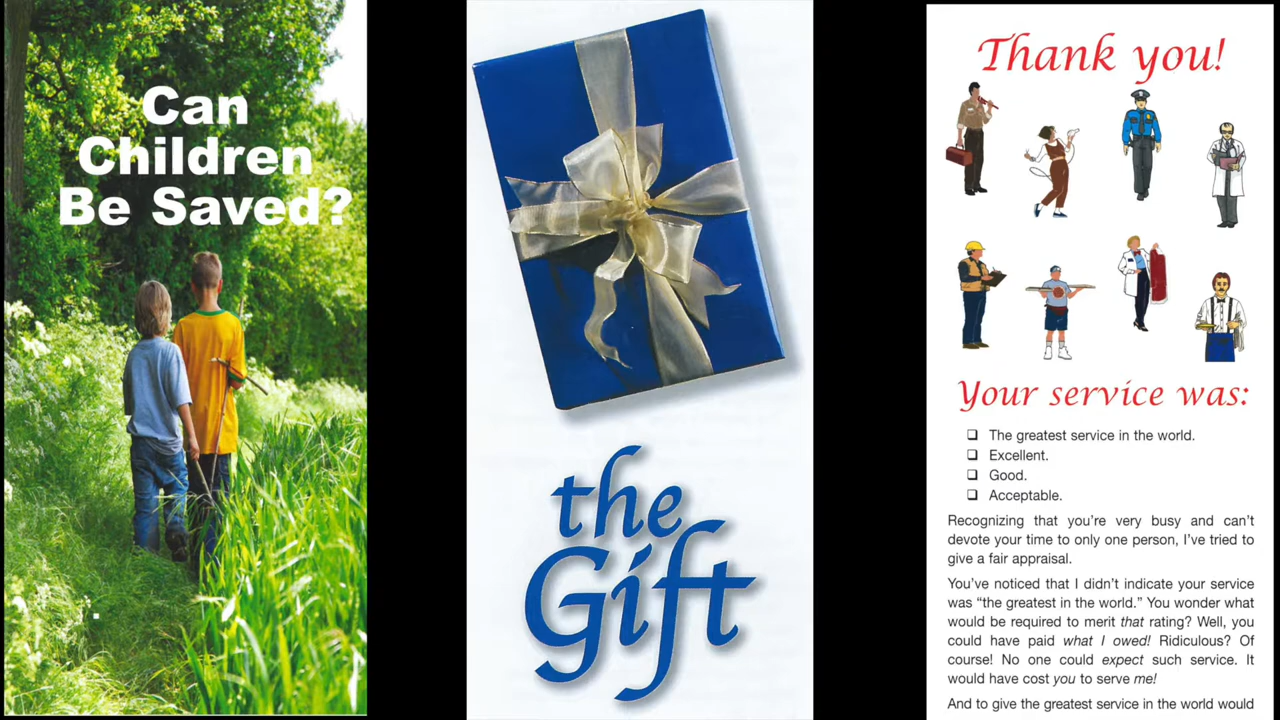 Can
Children
Be Saved?
the
Gift
Thank you!
Your service was:
❑ The greatest service in the world.
❑ Excellent.
❑ Good.
❑ Acceptable.
Recognizing that you're very busy and can't
devote your time to only one person, I've tried to
give a fair appraisal.
You've noticed that I didn't indicate your service
was “the greatest in the world.” You wonder what
would be required to merit that rating? Well, you
could have paid what I owed! Ridiculous? Of
course! No one could expect such service. It
would have cost you to serve me!
And to give the greatest service in the world would